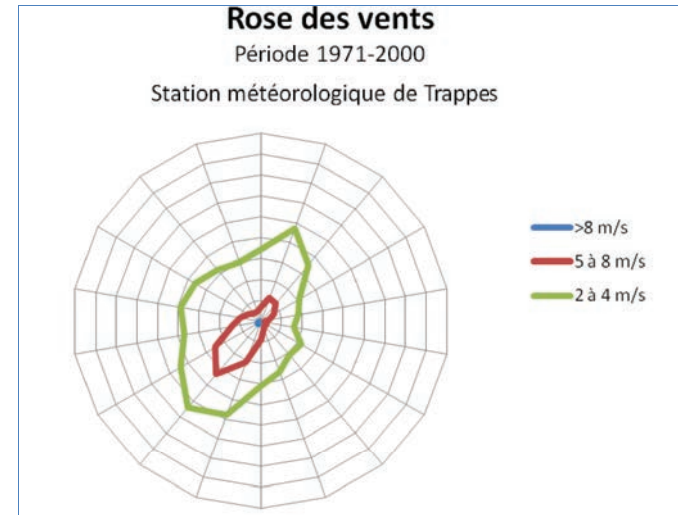 Rose des vents
Période 1971-2000
Station météorologique de Trappes
>8 m/s
5 à 8 m/s
2 à 4 m/s